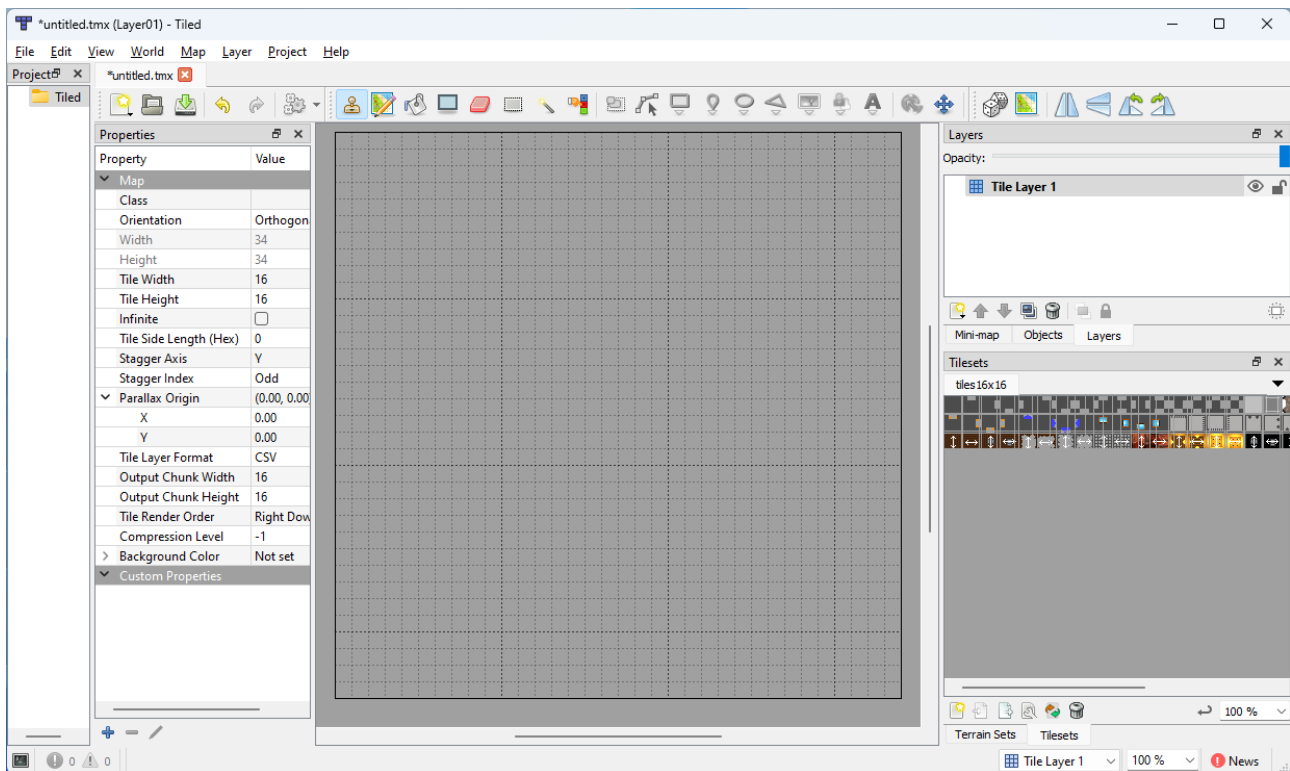 *untitled.tmx (Layer01) - Tiled
File Edit View World Map Layer Project Help
Project
*untitled.tmx
Tiled
Properties
Property Value
Map
Class
Orientation Orthogon
Width 34
Height 34
Tile Width 16
Tile Height 16
Infinite
Tile Side Length (Hex) 0
Stagger Axis Y
Stagger Index Odd
Parallax Origin (0.00, 0.00
X 0.00
Y 0.00
Tile Layer Format CSV
Output Chunk Width 16
Output Chunk Height 16
Tile Render Order Right Dow
Compression Level -1
Background Color Not set
Custom Properties
Layers
Opacity:
Tile Layer 1
Mini-map Objects Layers
Tilesets
tiles16x16
100 %
Terrain Sets Tilesets
0 0
Tile Layer 1 100 % News